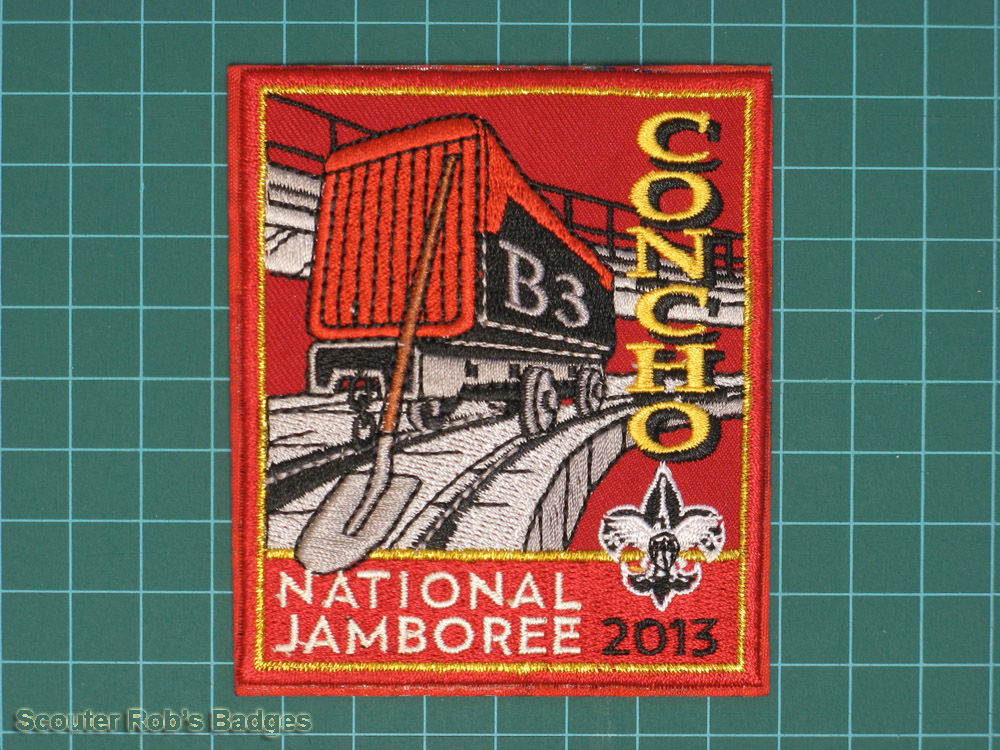 CONCHO
B3
NATIONAL
JAMBOREE 2013
Scouter Rob's Badges